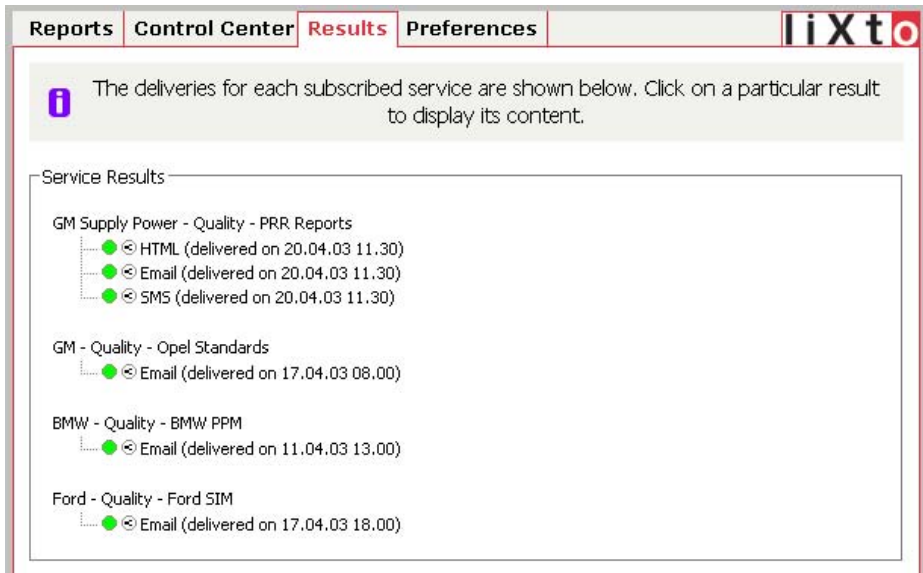 Reports Control Center Results Preferences liXto
The deliveries for each subscribed service are shown below. Click on a particular result
to display its content.
Service Results
GM Supply Power - Quality - PRR Reports
HTML (delivered on 20.04.03 11.30)
Email (delivered on 20.04.03 11.30)
SMS (delivered on 20.04.03 11.30)
GM - Quality - Opel Standards
Email (delivered on 17.04.03 08.00)
BMW - Quality - BMW PPM
Email (delivered on 11.04.03 13.00)
Ford - Quality - Ford SIM
Email (delivered on 17.04.03 18.00)